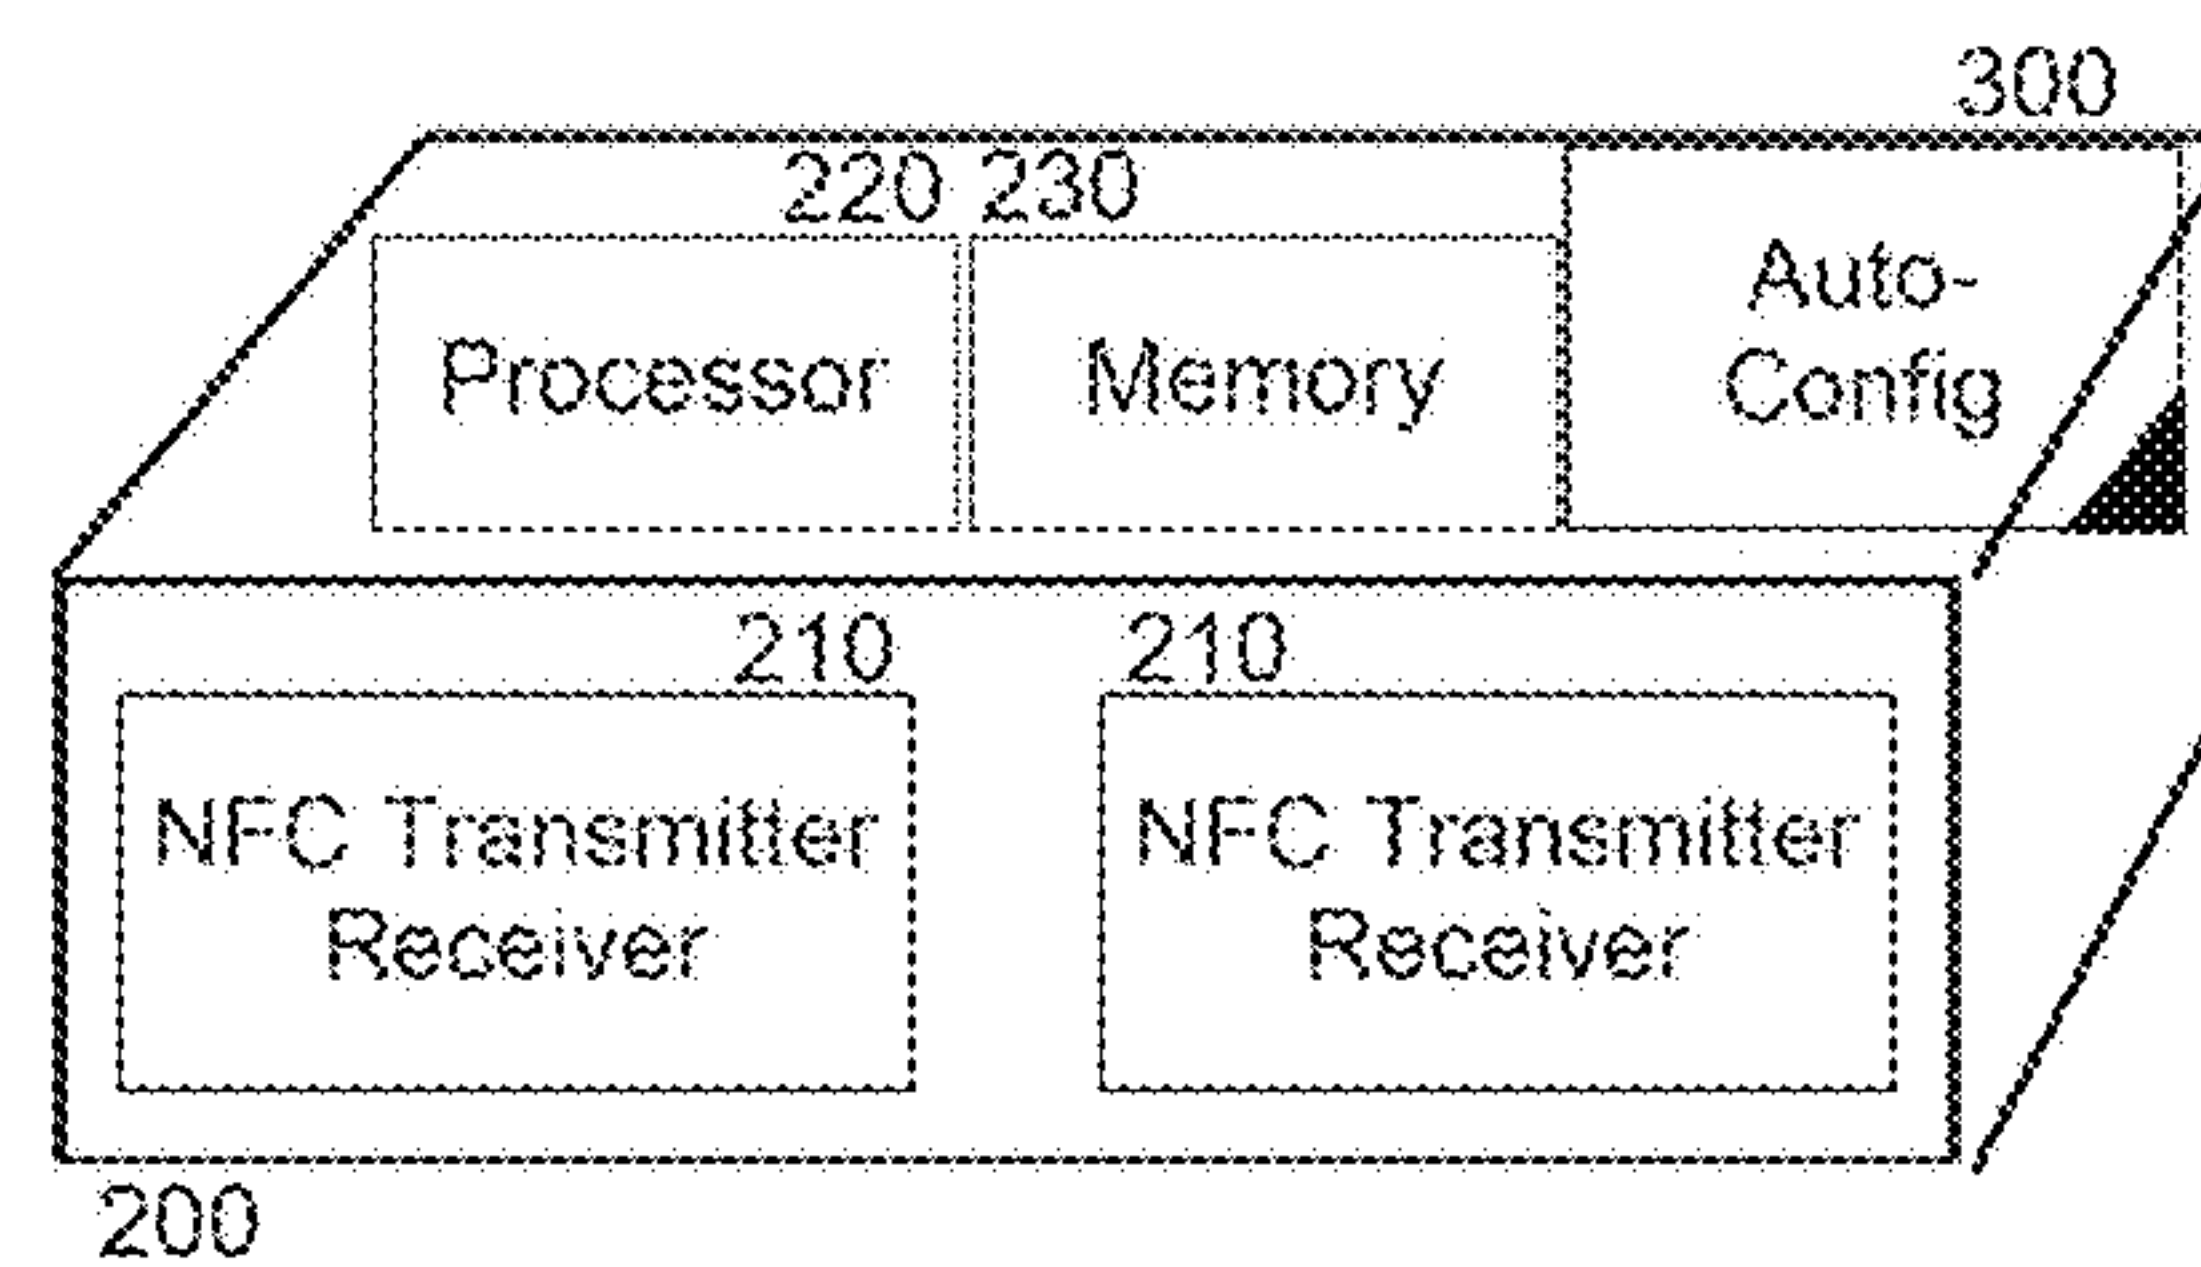 300
220 230
Auto-
Config
Processor
Memory
210
210
NFC Transmitter
Receiver
NFC Transmitter
Receiver
200